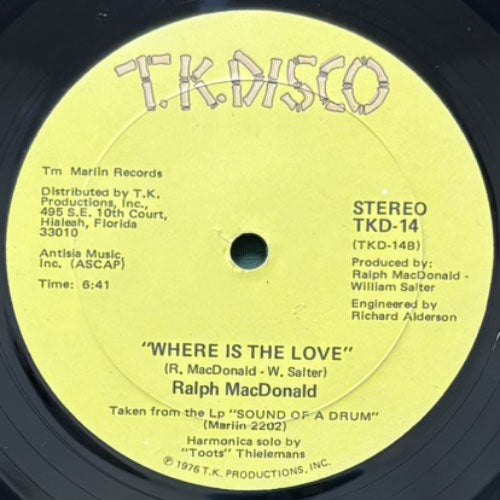 T.K.DISCO
Tm Marlin Records
Distributed by T.K.
Productions, Inc.,
495 S.E. 10th Court,
Hialeah, Florida
33010
Antisia Music,
Inc. (ASCAP)
Time: 6:41
STEREO
TKD-14
(TKD-14B)
Produced by:
Ralph MacDonald -
William Salter
Engineered by
Richard Alderson
"WHERE IS THE LOVE"
(R. MacDonald - W. Salter)
Ralph MacDonald
Taken from the Lp "SOUND OF A DRUM"
(Marlin 2202)
Harmonica solo by
"Toots" Thielemans
℗ 1976 T.K. PRODUCTIONS, INC.